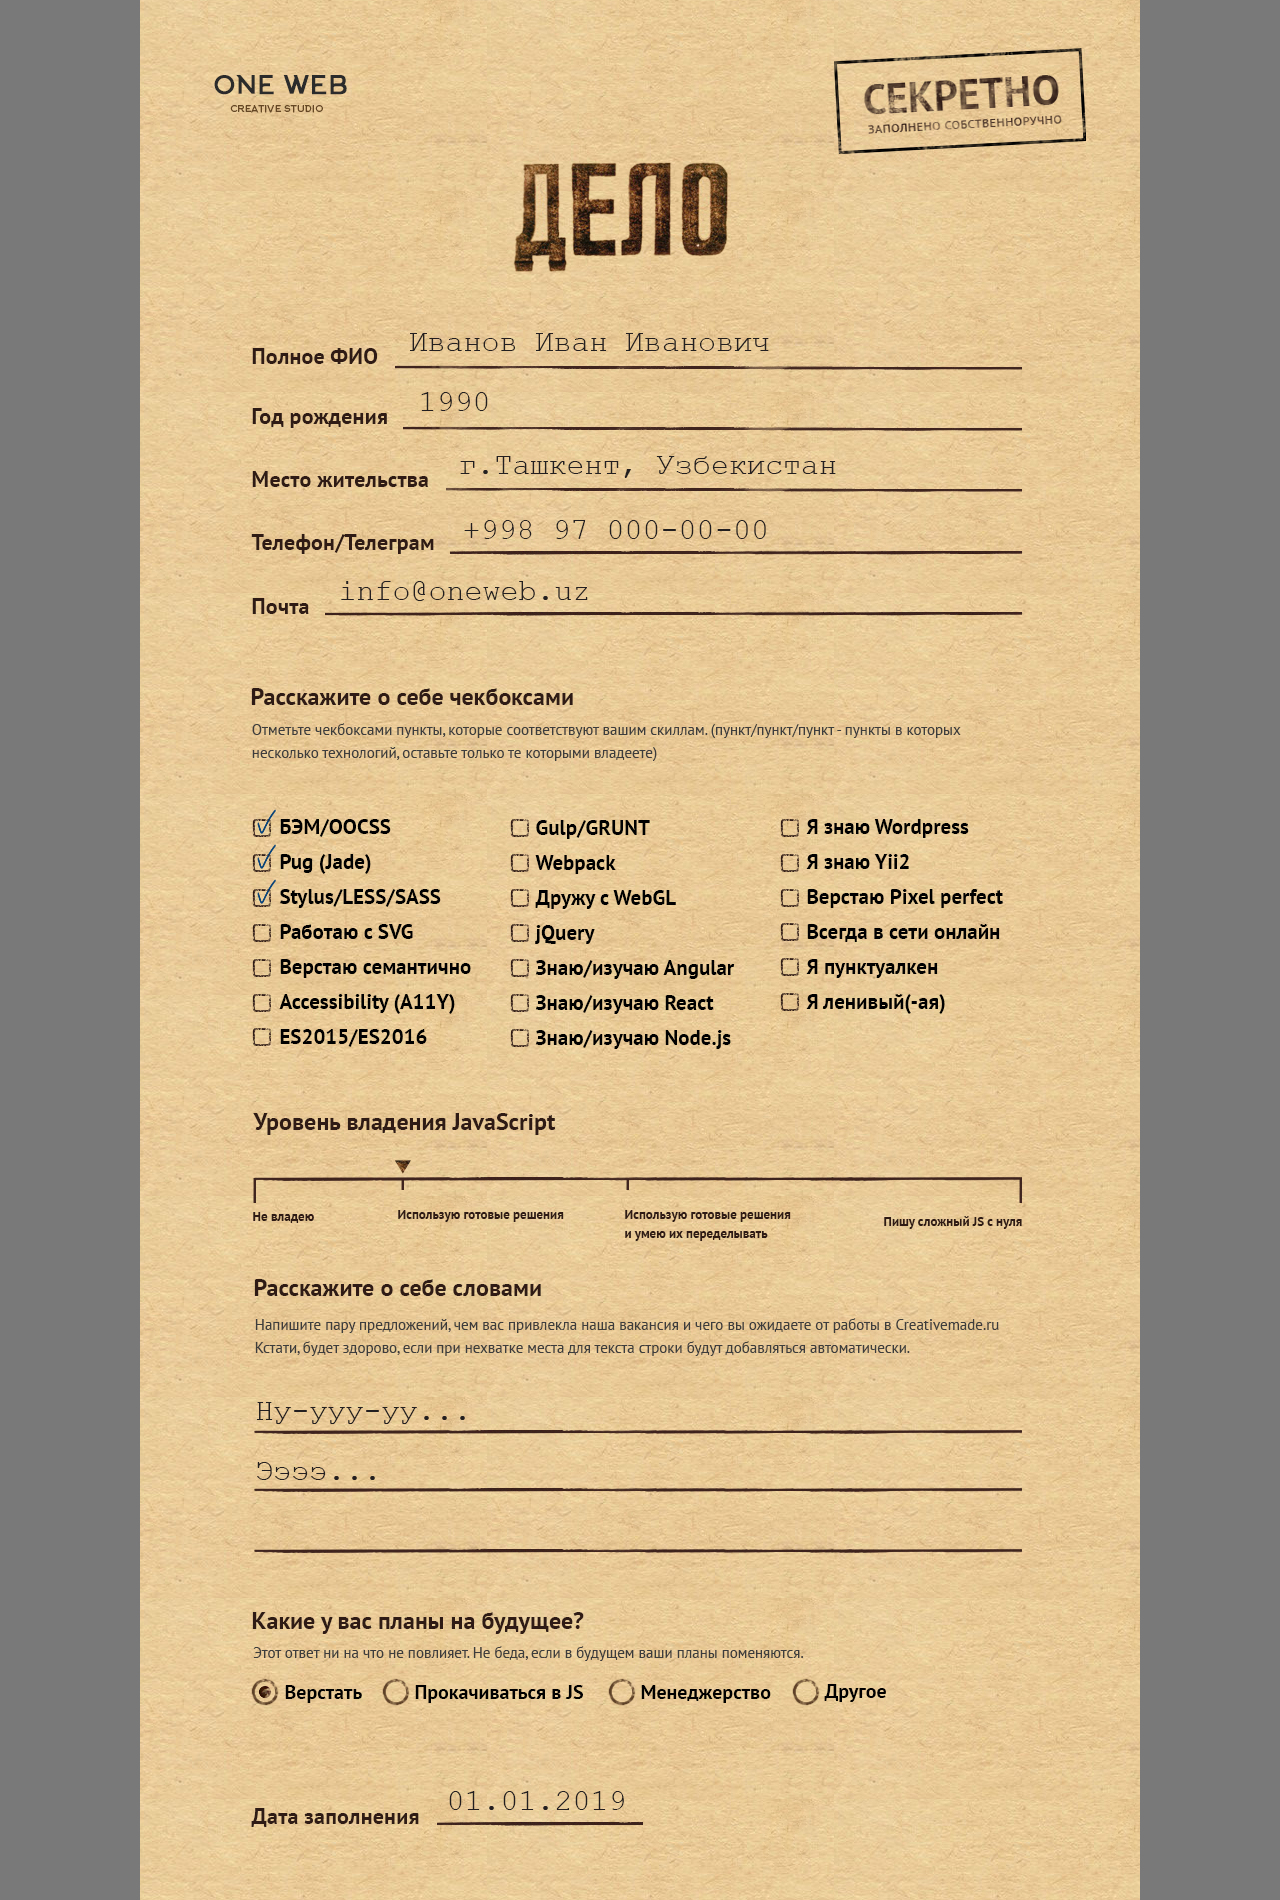 ONE WEB
CREATIVE STUDIO
СЕКРЕТНО
ЗАПОЛНЕНО СОБСТВЕННОРУЧНО
ДЕЛО
Полное ФИО Иванов Иван Иванович
Год рождения 1990
Место жительства г.Ташкент, Узбекистан
Телефон/Телеграм +998 97 000-00-00
Почта info@oneweb.uz
Расскажите о себе чекбоксами
Отметьте чекбоксами пункты, которые соответствуют вашим скиллам. (пункт/пункт/пункт - пункты в которых
несколько технологий, оставьте только те которыми владеете)
БЭМ/OOCSS
Pug (Jade)
Stylus/LESS/SASS
Работаю с SVG
Верстаю семантично
Accessibility (A11Y)
ES2015/ES2016
Gulp/GRUNT
Webpack
Дружу с WebGL
jQuery
Знаю/изучаю Angular
Знаю/изучаю React
Знаю/изучаю Node.js
Я знаю Wordpress
Я знаю Yii2
Верстаю Pixel perfect
Всегда в сети онлайн
Я пунктуалкен
Я ленивый(-ая)
Уровень владения JavaScript
Не владею
Использую готовые решения
Использую готовые решения
и умею их переделывать
Пишу сложный JS с нуля
Расскажите о себе словами
Напишите пару предложений, чем вас привлекла наша вакансия и чего вы ожидаете от работы в Creativemade.ru
Кстати, будет здорово, если при нехватке места для текста строки будут добавляться автоматически.
Ну-ууу-уу...
Ээээ...
Какие у вас планы на будущее?
Этот ответ ни на что не повлияет. Не беда, если в будущем ваши планы поменяются.
Верстать Прокачиваться в JS Менеджерство Другое
Дата заполнения 01.01.2019